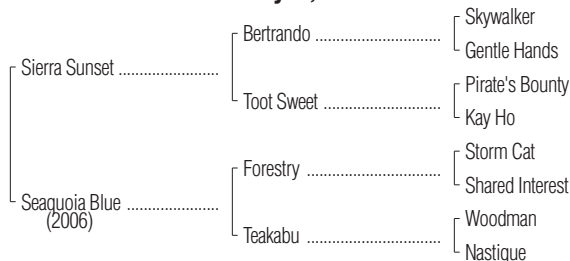 Skywalker
Bertrando
Gentle Hands
Sierra Sunset
Pirate's Bounty
Toot Sweet
Kay Ho
Storm Cat
Forestry
Shared Interest
Seaquoia Blue
(2006)
Woodman
Teakabu
Nastique